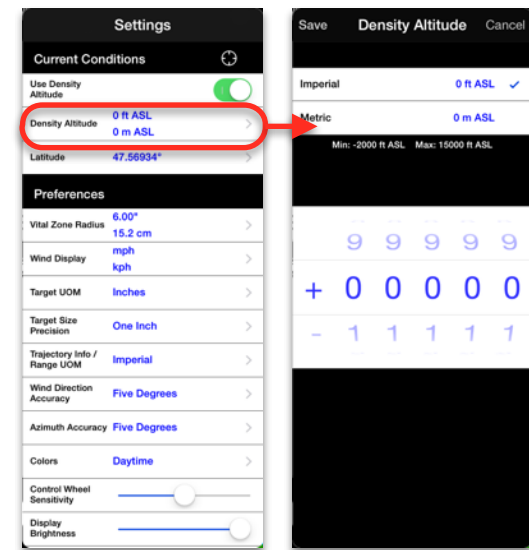 Settings
Current Conditions
Use Density
Altitude
Density Altitude
0 ft ASL
0 m ASL
Latitude 47.56934°
Preferences
Vital Zone Radius
6.00"
15.2 cm
Wind Display
mph
kph
Target UOM Inches
Target Size
Precision
One Inch
Trajectory Info /
Range UOM
Imperial
Wind Direction
Accuracy
Five Degrees
Azimuth Accuracy Five Degrees
Colors Daytime
Control Wheel
Sensitivity
Display
Brightness
Save Density Altitude Cancel
Imperial 0 ft ASL ✓
Metric 0 m ASL
Min: -2000 ft ASL Max: 15000 ft ASL
9 9 9 9 9
+ 0 0 0 0 0
- 1 1 1 1 1